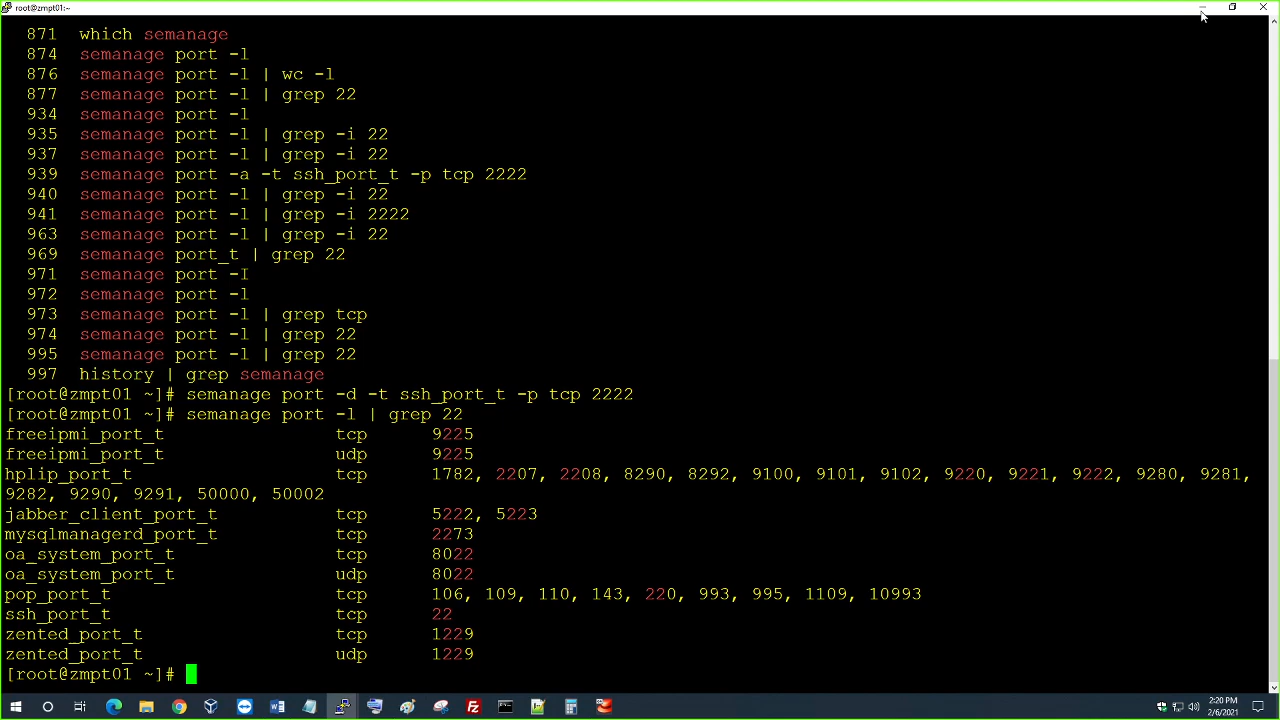 root@zmpt01:~
871 which semanage
874 semanage port -l
876 semanage port -l | wc -l
877 semanage port -l | grep 22
934 semanage port -l
935 semanage port -l | grep -i 22
937 semanage port -l | grep -i 22
939 semanage port -a -t ssh_port_t -p tcp 2222
940 semanage port -l | grep -i 22
941 semanage port -l | grep -i 2222
963 semanage port -l | grep -i 22
969 semanage port_t | grep 22
971 semanage port -I
972 semanage port -l
973 semanage port -l | grep tcp
974 semanage port -l | grep 22
995 semanage port -l | grep 22
997 history | grep semanage
[root@zmpt01 ~]# semanage port -d -t ssh_port_t -p tcp 2222
[root@zmpt01 ~]# semanage port -l | grep 22
freeipmi_port_t tcp 9225
freeipmi_port_t udp 9225
hplip_port_t tcp 1782, 2207, 2208, 8290, 8292, 9100, 9101, 9102, 9220, 9221, 9222, 9280, 9281,
9282, 9290, 9291, 50000, 50002
jabber_client_port_t tcp 5222, 5223
mysqlmanagerd_port_t tcp 2273
oa_system_port_t tcp 8022
oa_system_port_t udp 8022
pop_port_t tcp 106, 109, 110, 143, 220, 993, 995, 1109, 10993
ssh_port_t tcp 22
zented_port_t tcp 1229
zented_port_t udp 1229
[root@zmpt01 ~]#
2:20 PM
2/6/2021